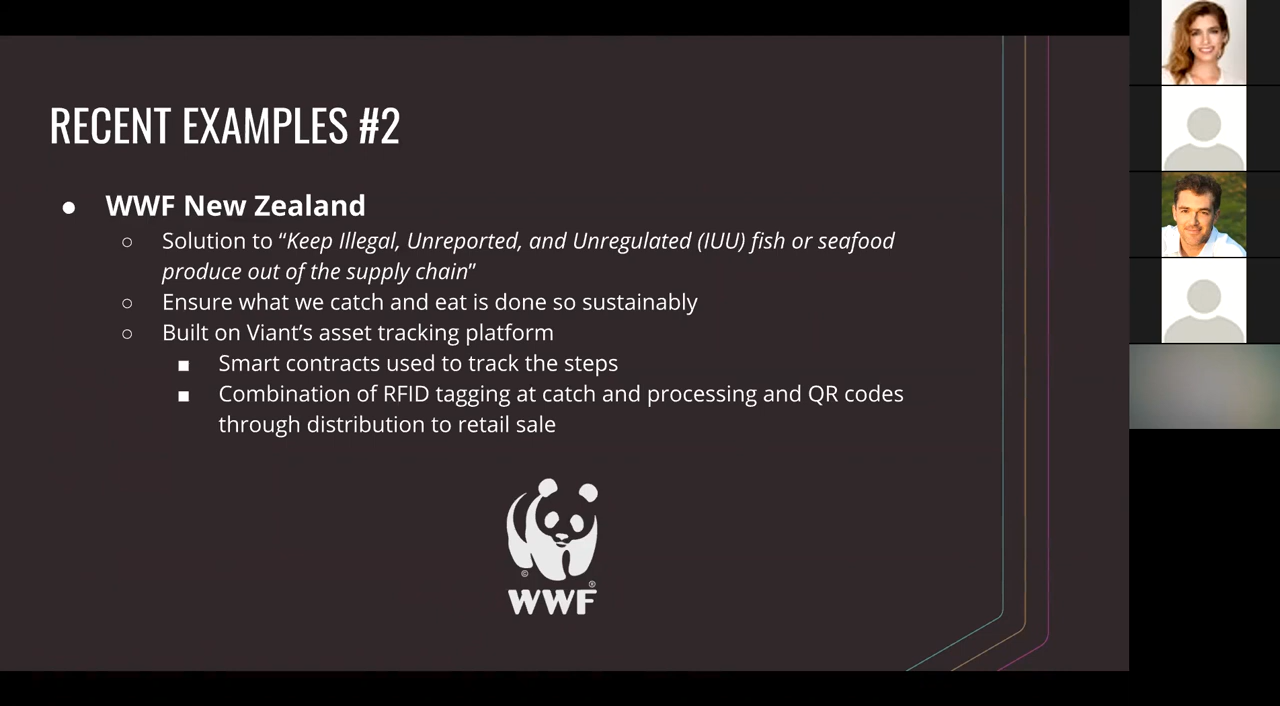 RECENT EXAMPLES #2
● WWF New Zealand
○ Solution to “Keep Illegal, Unreported, and Unregulated (IUU) fish or seafood
produce out of the supply chain”
○ Ensure what we catch and eat is done so sustainably
○ Built on Viant’s asset tracking platform
■ Smart contracts used to track the steps
■ Combination of RFID tagging at catch and processing and QR codes
through distribution to retail sale
© ®
WWF